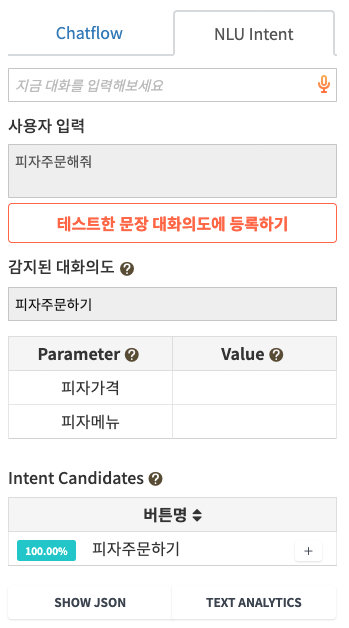 Chatflow
NLU Intent
지금 대화를 입력해보세요
사용자 입력
피자주문해줘
테스트한 문장 대화의도에 등록하기
감지된 대화의도 ?
피자주문하기
Parameter ? Value ?
피자가격
피자메뉴
Intent Candidates ?
버튼명
100.00% 피자주문하기 +
SHOW JSON TEXT ANALYTICS